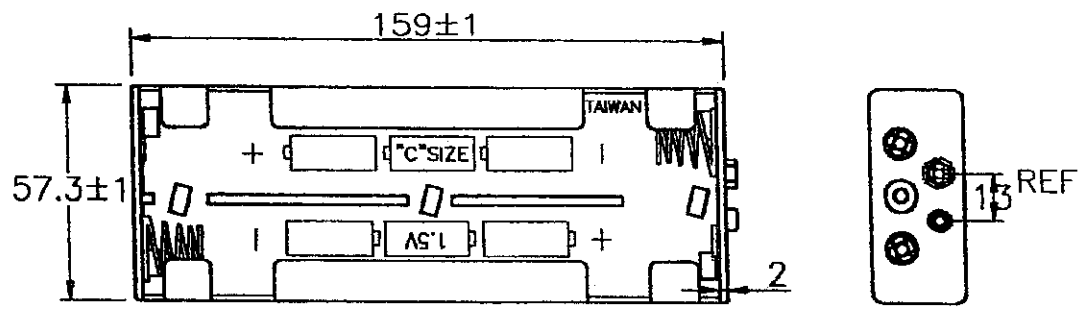 159±1
TAIWAN
+ "C"SIZE –
57.3±1
13 REF
– 1.5V +
2